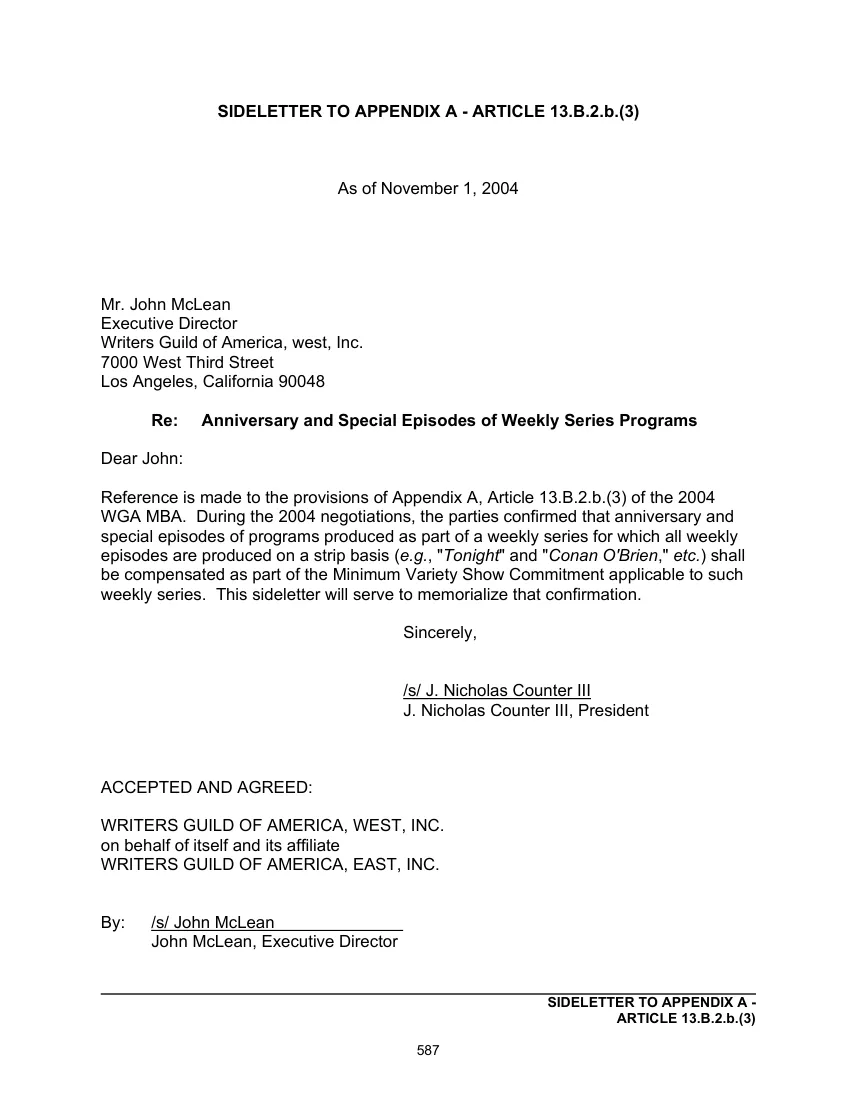 SIDELETTER TO APPENDIX A - ARTICLE 13.B.2.b.(3)
As of November 1, 2004
Mr. John McLean
Executive Director
Writers Guild of America, west, Inc.
7000 West Third Street
Los Angeles, California 90048
Re: Anniversary and Special Episodes of Weekly Series Programs
Dear John:
Reference is made to the provisions of Appendix A, Article 13.B.2.b.(3) of the 2004
WGA MBA. During the 2004 negotiations, the parties confirmed that anniversary and
special episodes of programs produced as part of a weekly series for which all weekly
episodes are produced on a strip basis (e.g., "Tonight" and "Conan O'Brien," etc.) shall
be compensated as part of the Minimum Variety Show Commitment applicable to such
weekly series. This sideletter will serve to memorialize that confirmation.
Sincerely,
/s/ J. Nicholas Counter III
J. Nicholas Counter III, President
ACCEPTED AND AGREED:
WRITERS GUILD OF AMERICA, WEST, INC.
on behalf of itself and its affiliate
WRITERS GUILD OF AMERICA, EAST, INC.
By: /s/ John McLean
John McLean, Executive Director
SIDELETTER TO APPENDIX A -
ARTICLE 13.B.2.b.(3)
587